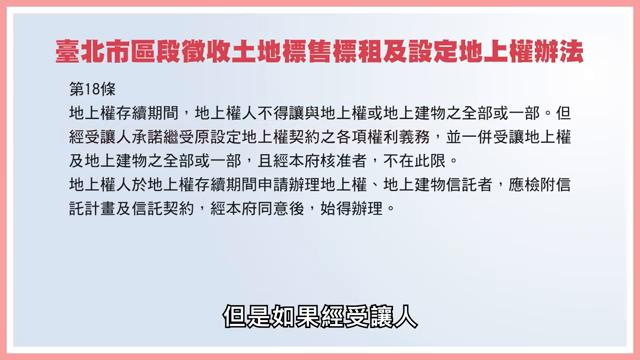 臺北市區段徵收土地標售標租及設定地上權辦法
第18條
地上權存續期間，地上權人不得讓與地上權或地上建物之全部或一部。但
經受讓人承諾繼受原設定地上權契約之各項權利義務，並一併受讓地上權
及地上建物之全部或一部，且經本府核准者，不在此限。
地上權人於地上權存續期間申請辦理地上權、地上建物信託者，應檢附信
託計畫及信託契約，經本府同意後，始得辦理。
但是如果經受讓人